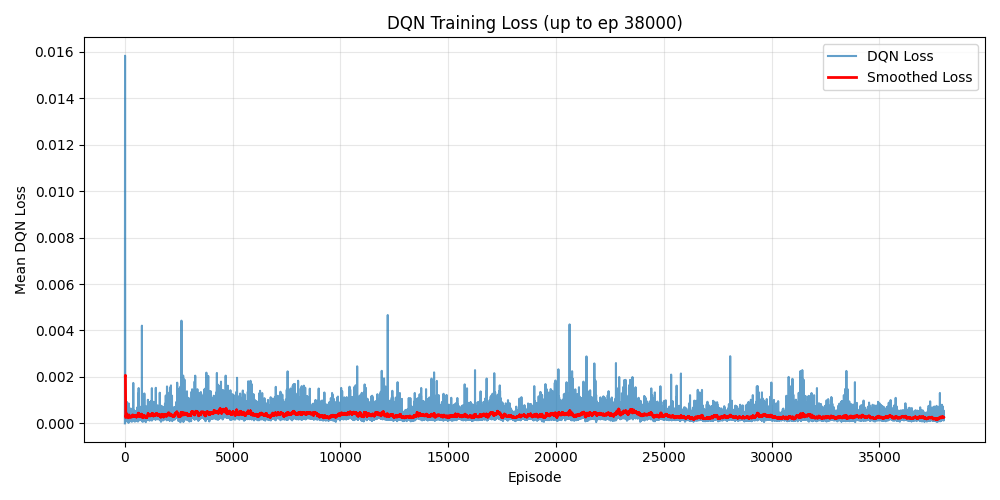 DQN Training Loss (up to ep 38000)
DQN Loss
Smoothed Loss
Mean DQN Loss
0.016
0.014
0.012
0.010
0.008
0.006
0.004
0.002
0.000
0 5000 10000 15000 20000 25000 30000 35000
Episode